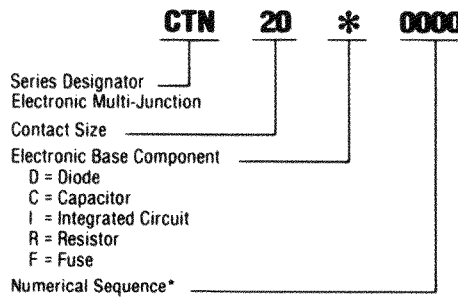 CTN 20 * 0000
Series Designator
Electronic Multi-Junction
Contact Size
Electronic Base Component
D = Diode
C = Capacitor
I = Integrated Circuit
R = Resistor
F = Fuse
Numerical Sequence*